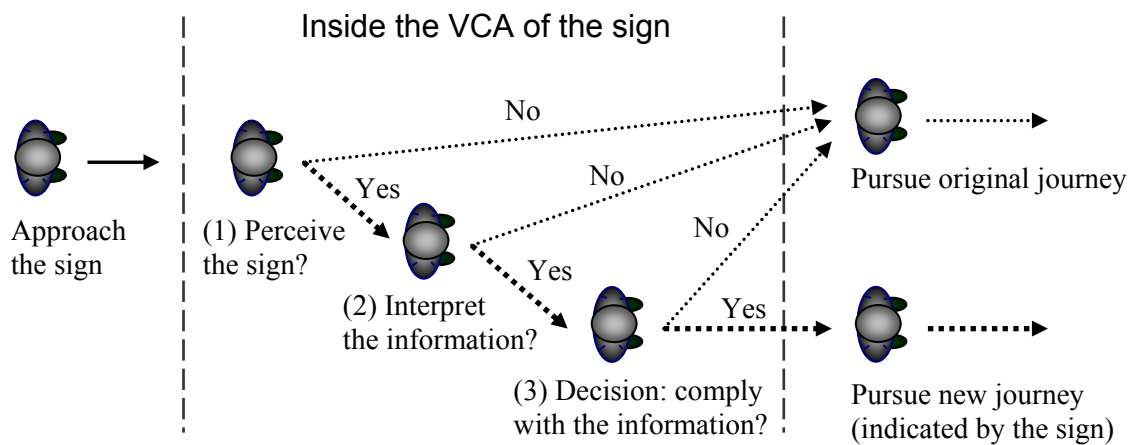 Inside the VCA of the sign
No
No
Pursue original journey
Yes
Approach
the sign
(1) Perceive
the sign?
No
Yes
(2) Interpret
the information?
Yes
(3) Decision: comply
with the information?
Pursue new journey
(indicated by the sign)